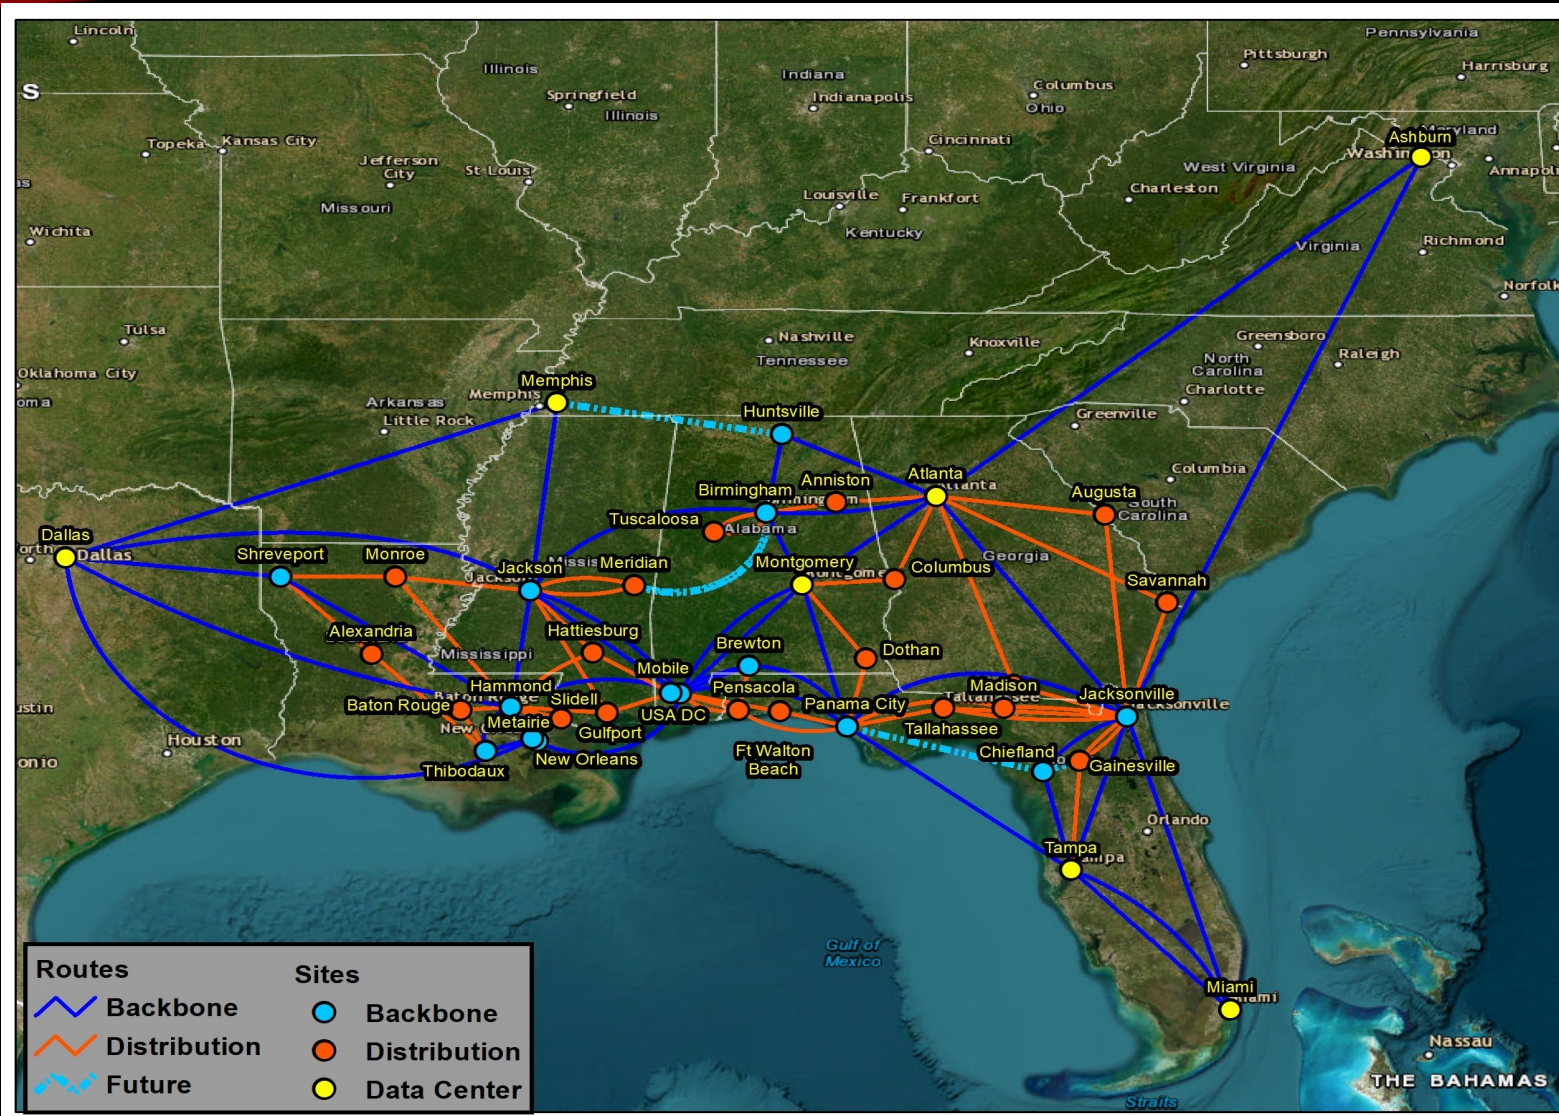 Lincoln
Pennsylvania
Pittsburgh
Harrisburg
Illinois
Indiana
Columbus
Ohio
S
Springfield
Illinois
Indianapolis
Topeka
Kansas City
Cincinnati
Maryland
Ashburn
Washington
Jefferson
City
St Louis
West Virginia
as
Louisville
Frankfort
Charleston
Missouri
Wichita
Kentucky
Virginia
Richmond
Norfolk
Tulsa
Nashville
Tennessee
Knoxville
Greensboro
Raleigh
North
Carolina
Charlotte
Oklahoma City
oma
Arkansas
Little Rock
Memphis
Memphis
Huntsville
Greenville
Columbia
South
Carolina
Atlanta
Birmingham
Anniston
Augusta
Tuscaloosa
Alabama
Dallas
Dallas
Shreveport
Monroe
Jackson
Meridian
Montgomery
Columbus
Georgia
Savannah
Alexandria
Hattiesburg
Mississippi
Brewton
Dothan
Mobile
Hammond
Slidell
Pensacola
Panama City
Madison
Jacksonville
Baton Rouge
Metairie
Gulfport
USA DC
Tallahassee
ustin
Houston
onio
Thibodaux
New Orleans
Ft Walton
Beach
Chiefland
Gainesville
Orlando
Tampa
Gulf of
Mexico
Miami
Nassau
THE BAHAMAS
Straits
Routes
Sites
Backbone
Backbone
Distribution
Distribution
Future
Data Center